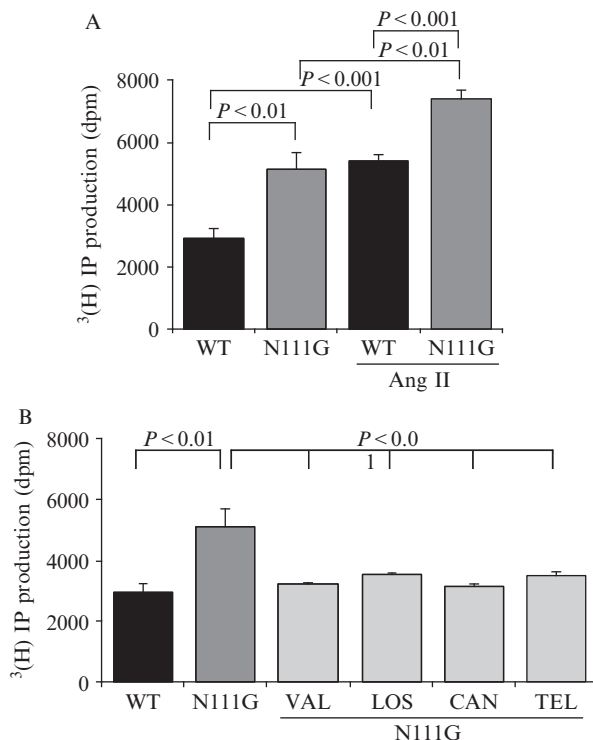 A
P < 0.001
P < 0.01
P < 0.001
P < 0.01
³(H) IP production (dpm)
8000
6000
4000
2000
0
WT N111G WT N111G
Ang II
B
P < 0.01
P < 0.0
1
³(H) IP production (dpm)
8000
6000
4000
2000
0
WT N111G VAL LOS CAN TEL
N111G